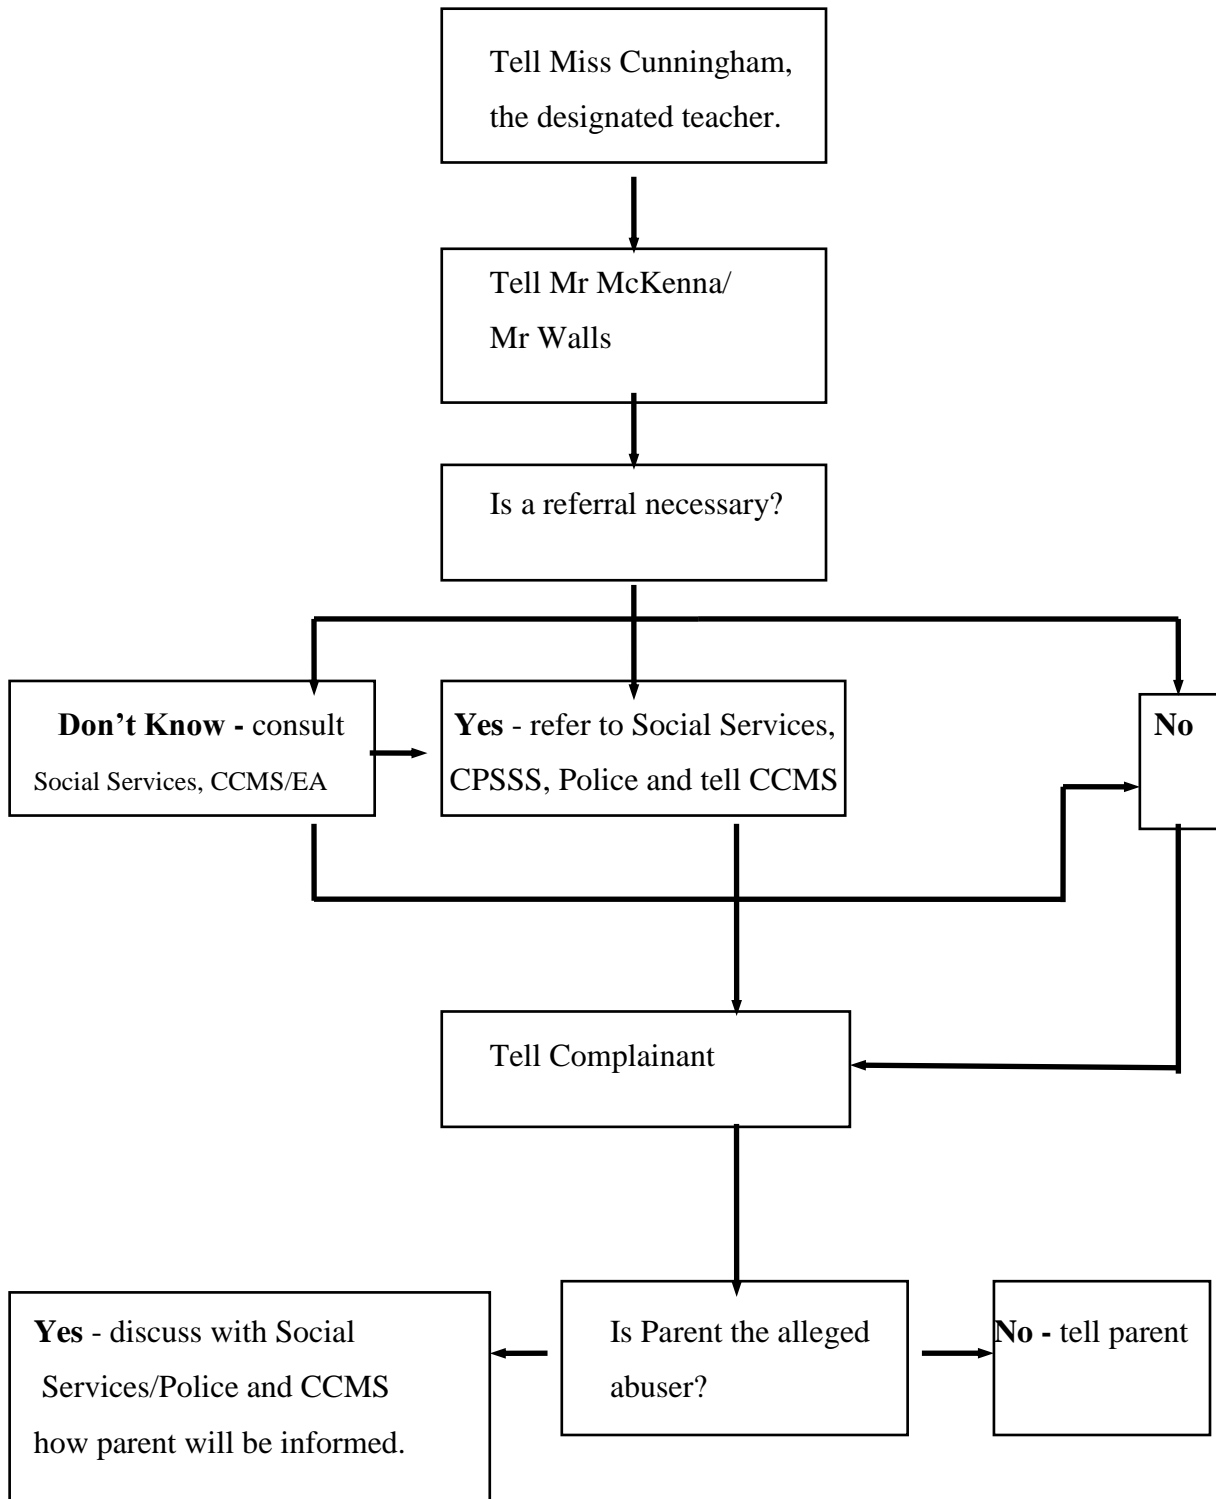 Tell Miss Cunningham,
the designated teacher.
Tell Mr McKenna/
Mr Walls
Is a referral necessary?
Don’t Know - consult
Social Services, CCMS/EA
Yes - refer to Social Services,
CPSSS, Police and tell CCMS
No
Tell Complainant
Yes - discuss with Social
Services/Police and CCMS
how parent will be informed.
Is Parent the alleged
abuser?
No - tell parent